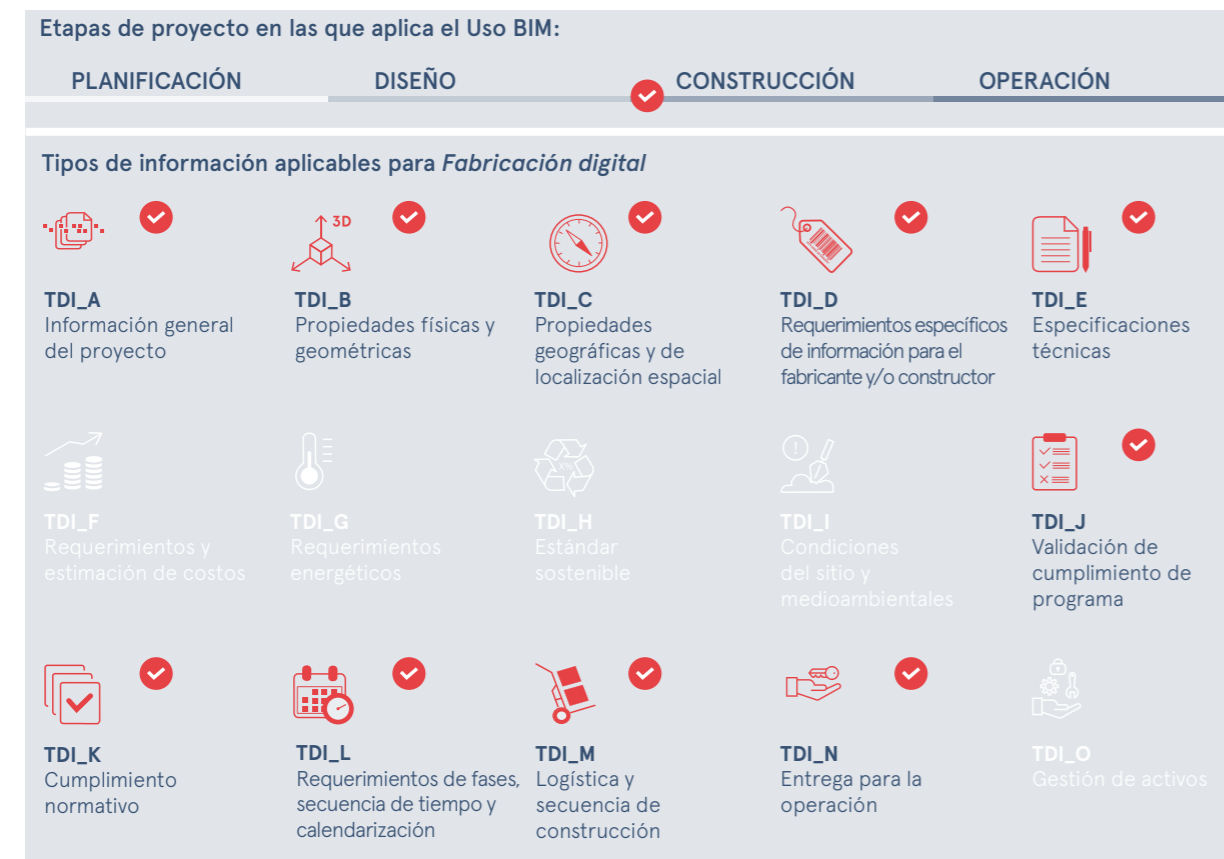 Etapas de proyecto en las que aplica el Uso BIM:
PLANIFICACIÓN DISEÑO CONSTRUCCIÓN OPERACIÓN
Tipos de información aplicables para Fabricación digital
3D
TDI_A
Información general
del proyecto
TDI_B
Propiedades físicas y
geométricas
TDI_C
Propiedades
geográficas y de
localización espacial
TDI_D
Requerimientos específicos
de información para el
fabricante y/o constructor
TDI_E
Especificaciones
técnicas
TDI_F
Requerimientos y
estimación de costos
TDI_G
Requerimientos
energéticos
X%
TDI_H
Estándar
sostenible
TDI_I
Condiciones
del sitio y
medioambientales
TDI_J
Validación de
cumplimiento de
programa
TDI_K
Cumplimiento
normativo
TDI_L
Requerimientos de fases,
secuencia de tiempo y
calendarización
TDI_M
Logística y
secuencia de
construcción
TDI_N
Entrega para la
operación
TDI_O
Gestión de activos